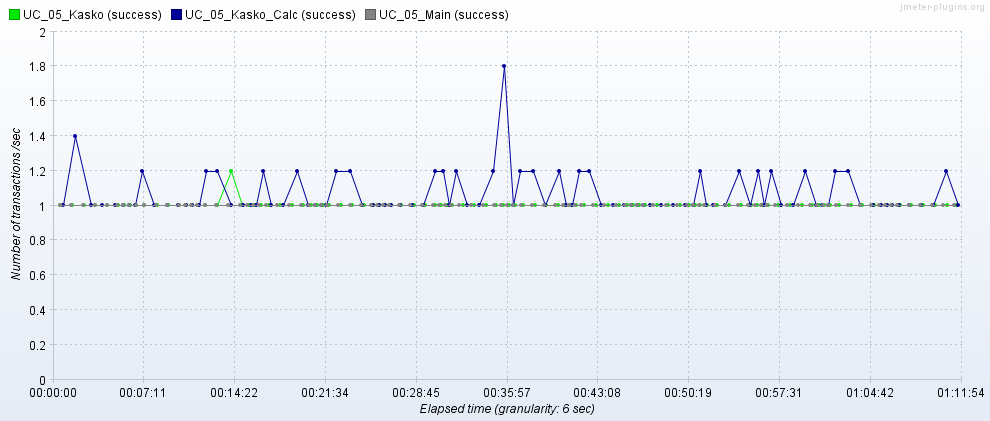 UC_05_Kasko (success) UC_05_Kasko_Calc (success) UC_05_Main (success)
jmeter-plugins.org
Number of transactions/sec
2
1.8
1.6
1.4
1.2
1
0.8
0.6
0.4
0.2
0
00:00:00 00:07:11 00:14:22 00:21:34 00:28:45 00:35:57 00:43:08 00:50:19 00:57:31 01:04:42 01:11:54
Elapsed time (granularity: 6 sec)